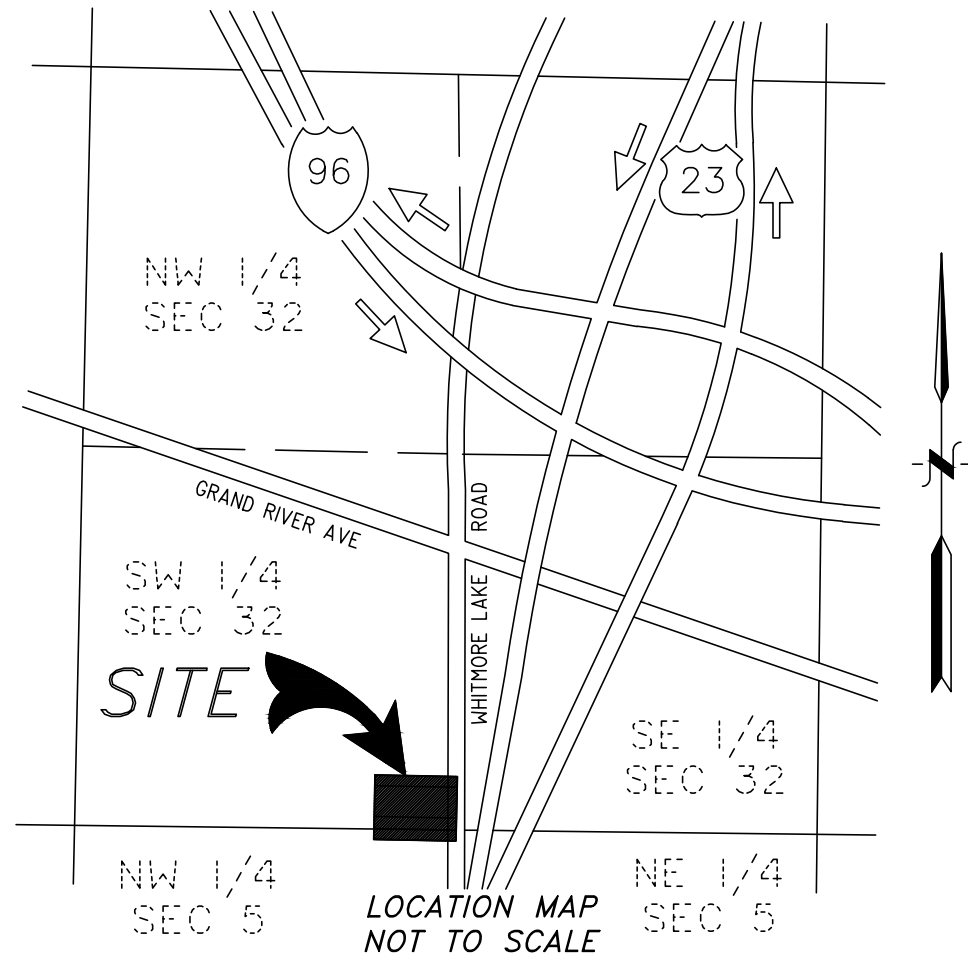 96
23
NW 1/4
SEC 32
GRAND RIVER AVE
WHITMORE LAKE ROAD
N
SW 1/4
SEC 32
SITE
SE 1/4
SEC 32
NW 1/4
SEC 5
NE 1/4
SEC 5
LOCATION MAP
NOT TO SCALE